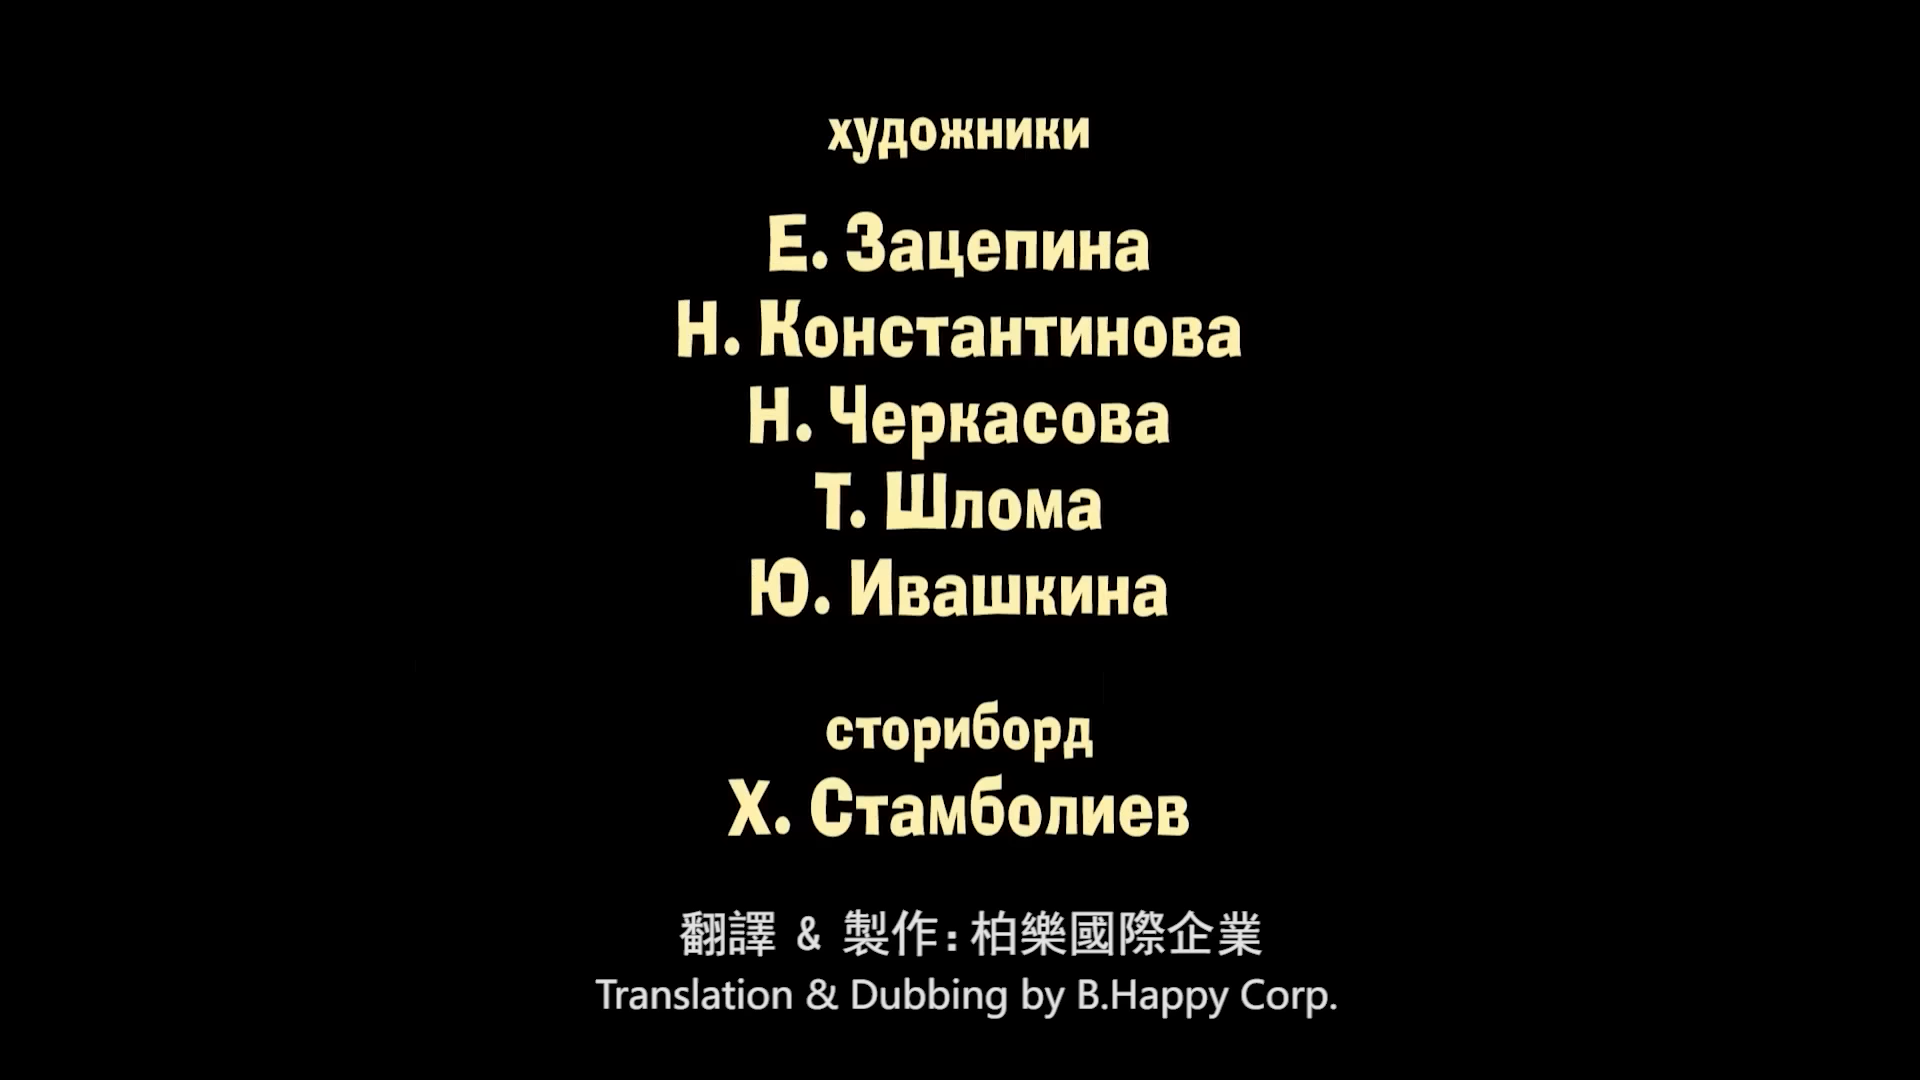 художники
Е. Зацепина
Н. Константинова
Н. Черкасова
Т. Шлома
Ю. Ивашкина
сториборд
Х. Стамболиев
翻譯 & 製作: 柏樂國際企業
Translation & Dubbing by B.Happy Corp.